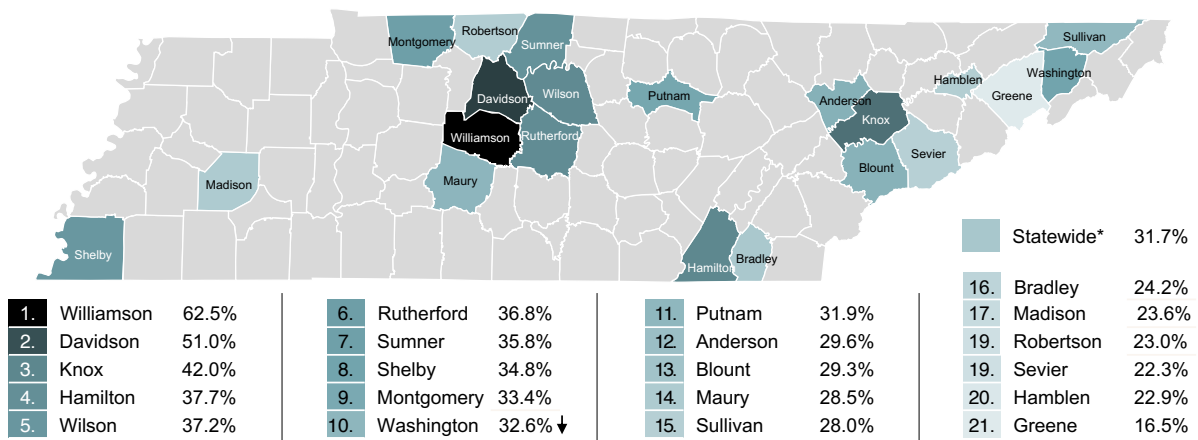 Montgomery
Robertson
Sumner
Sullivan
Davidson
Wilson
Putnam
Anderson
Knox
Hamblen
Greene
Washington
Williamson
Rutherford
Maury
Madison
Blount
Sevier
Shelby
Hamilton
Bradley
Statewide* 31.7%
1. Williamson 62.5%
2. Davidson 51.0%
3. Knox 42.0%
4. Hamilton 37.7%
5. Wilson 37.2%
6. Rutherford 36.8%
7. Sumner 35.8%
8. Shelby 34.8%
9. Montgomery 33.4%
10. Washington 32.6%
11. Putnam 31.9%
12. Anderson 29.6%
13. Blount 29.3%
14. Maury 28.5%
15. Sullivan 28.0%
16. Bradley 24.2%
17. Madison 23.6%
19. Robertson 23.0%
19. Sevier 22.3%
20. Hamblen 22.9%
21. Greene 16.5%